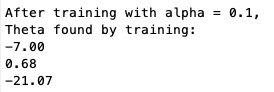 After training with alpha = 0.1,
Theta found by training:
-7.00
0.68
-21.07